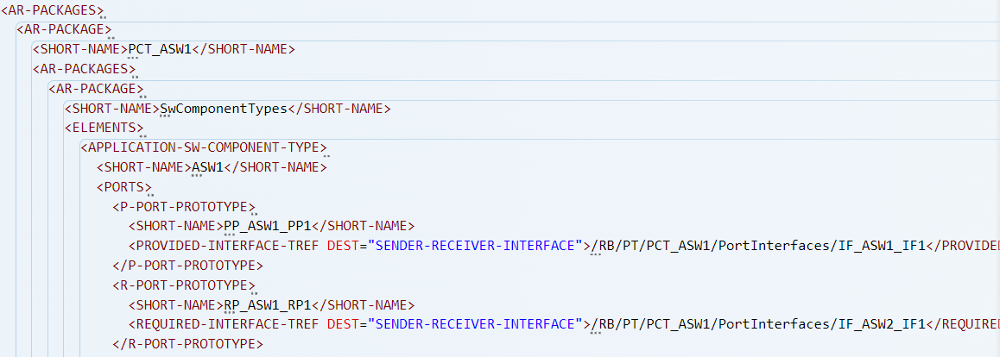 <AR-PACKAGES>
<AR-PACKAGE>
<SHORT-NAME>PCT_ASW1</SHORT-NAME>
<AR-PACKAGES>
<AR-PACKAGE>
<SHORT-NAME>SwComponentTypes</SHORT-NAME>
<ELEMENTS>
<APPLICATION-SW-COMPONENT-TYPE>
<SHORT-NAME>ASW1</SHORT-NAME>
<PORTS>
<P-PORT-PROTOTYPE>
<SHORT-NAME>PP_ASW1_PP1</SHORT-NAME>
<PROVIDED-INTERFACE-TREF DEST="SENDER-RECEIVER-INTERFACE">/RB/PT/PCT_ASW1/PortInterfaces/IF_ASW1_IF1</PROVIDED
</P-PORT-PROTOTYPE>
<R-PORT-PROTOTYPE>
<SHORT-NAME>RP_ASW1_RP1</SHORT-NAME>
<REQUIRED-INTERFACE-TREF DEST="SENDER-RECEIVER-INTERFACE">/RB/PT/PCT_ASW1/PortInterfaces/IF_ASW2_IF1</REQUIRED
</R-PORT-PROTOTYPE>